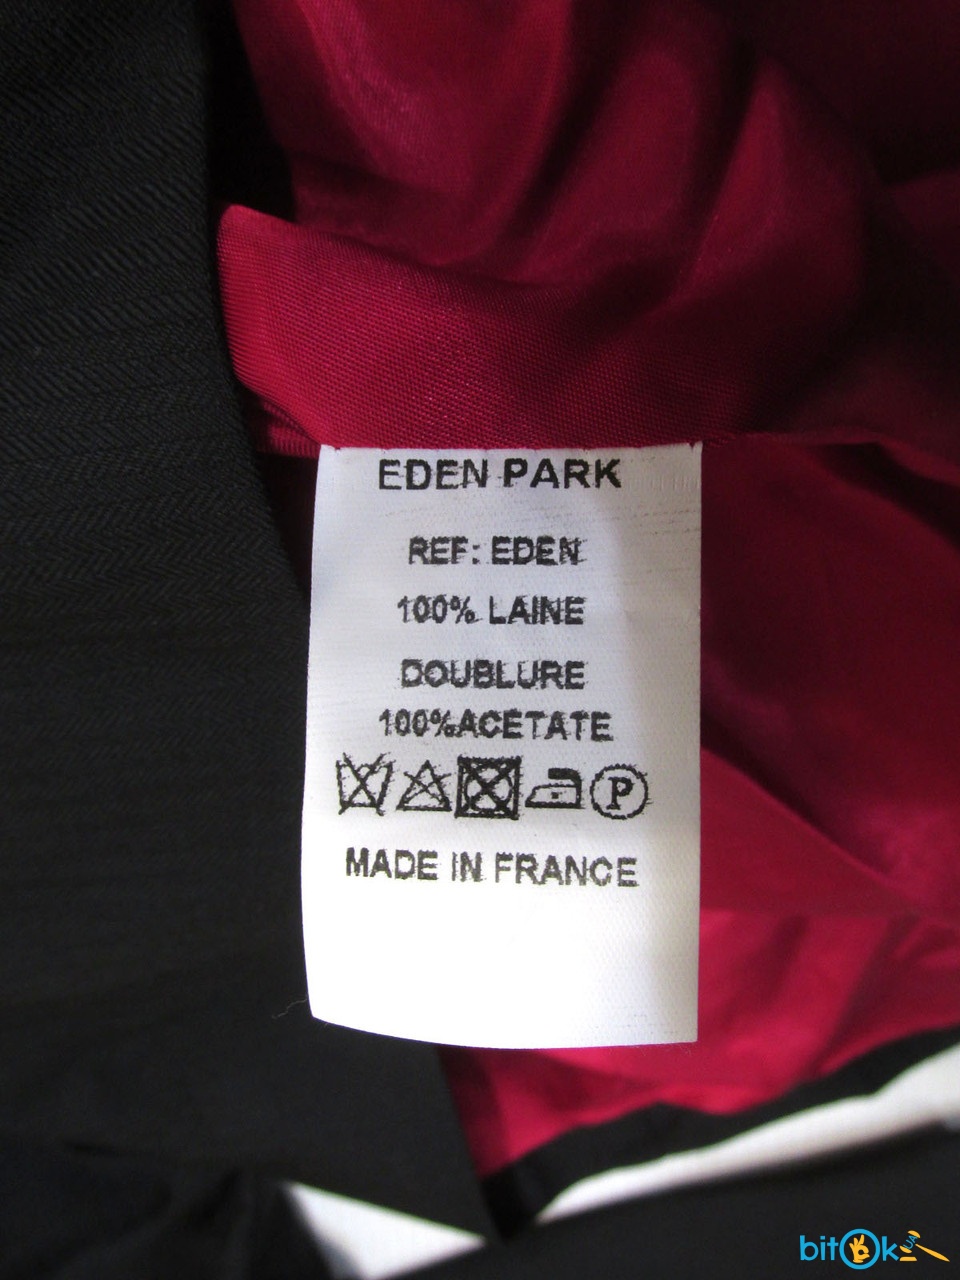 EDEN PARK
REF: EDEN
100% LAINE
DOUBLURE
100%ACETATE
P
MADE IN FRANCE
bitOk